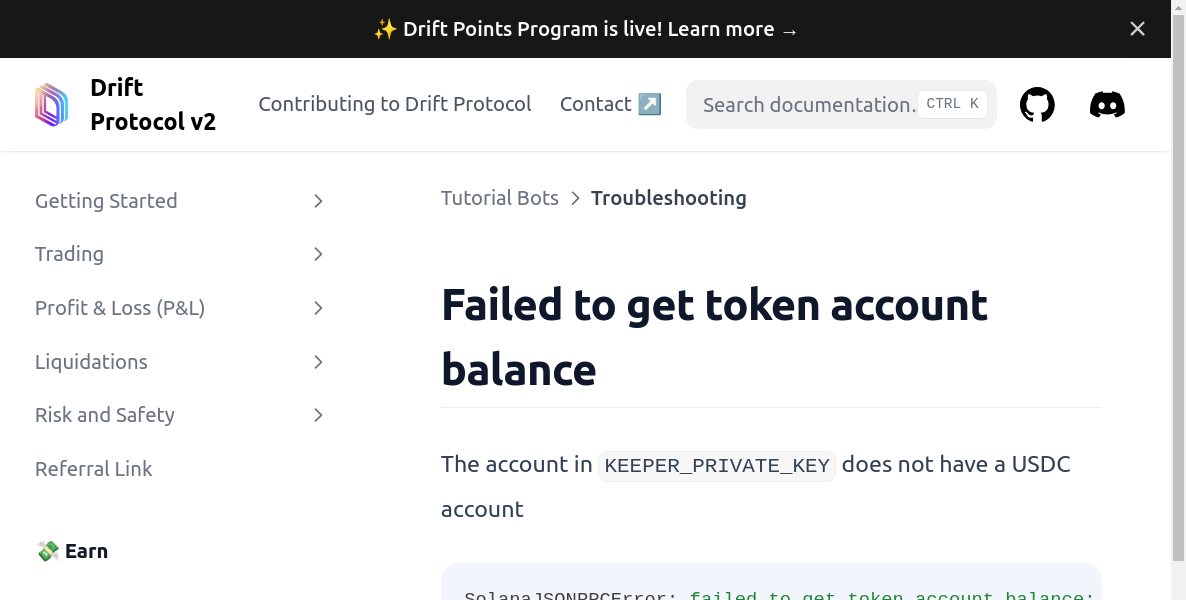 ✨ Drift Points Program is live! Learn more →
Drift
Protocol v2
Contributing to Drift Protocol
Contact ↗️
Search documentation.
CTRL K
Getting Started
Trading
Profit & Loss (P&L)
Liquidations
Risk and Safety
Referral Link
💸 Earn
Tutorial Bots > Troubleshooting
Failed to get token account
balance
The account in KEEPER_PRIVATE_KEY does not have a USDC
account
SolanaJSONRPCError: failed to get token account balance: